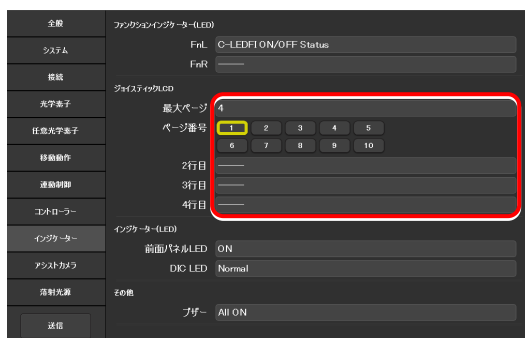 全般
システム
接続
光学素子
任意光学素子
移動動作
連動制御
コントローラー
インジケーター
アシストカメラ
落射光源
送信
ファンクションインジケーター(LED)
FnL C-LEDFI ON/OFF Status
FnR ――
ジョイスティックLCD
最大ページ 4
ページ番号 1 2 3 4 5
6 7 8 9 10
2行目 ――
3行目 ――
4行目 ――
インジケーター(LED)
前面パネルLED ON
DIC LED Normal
その他
ブザー All ON